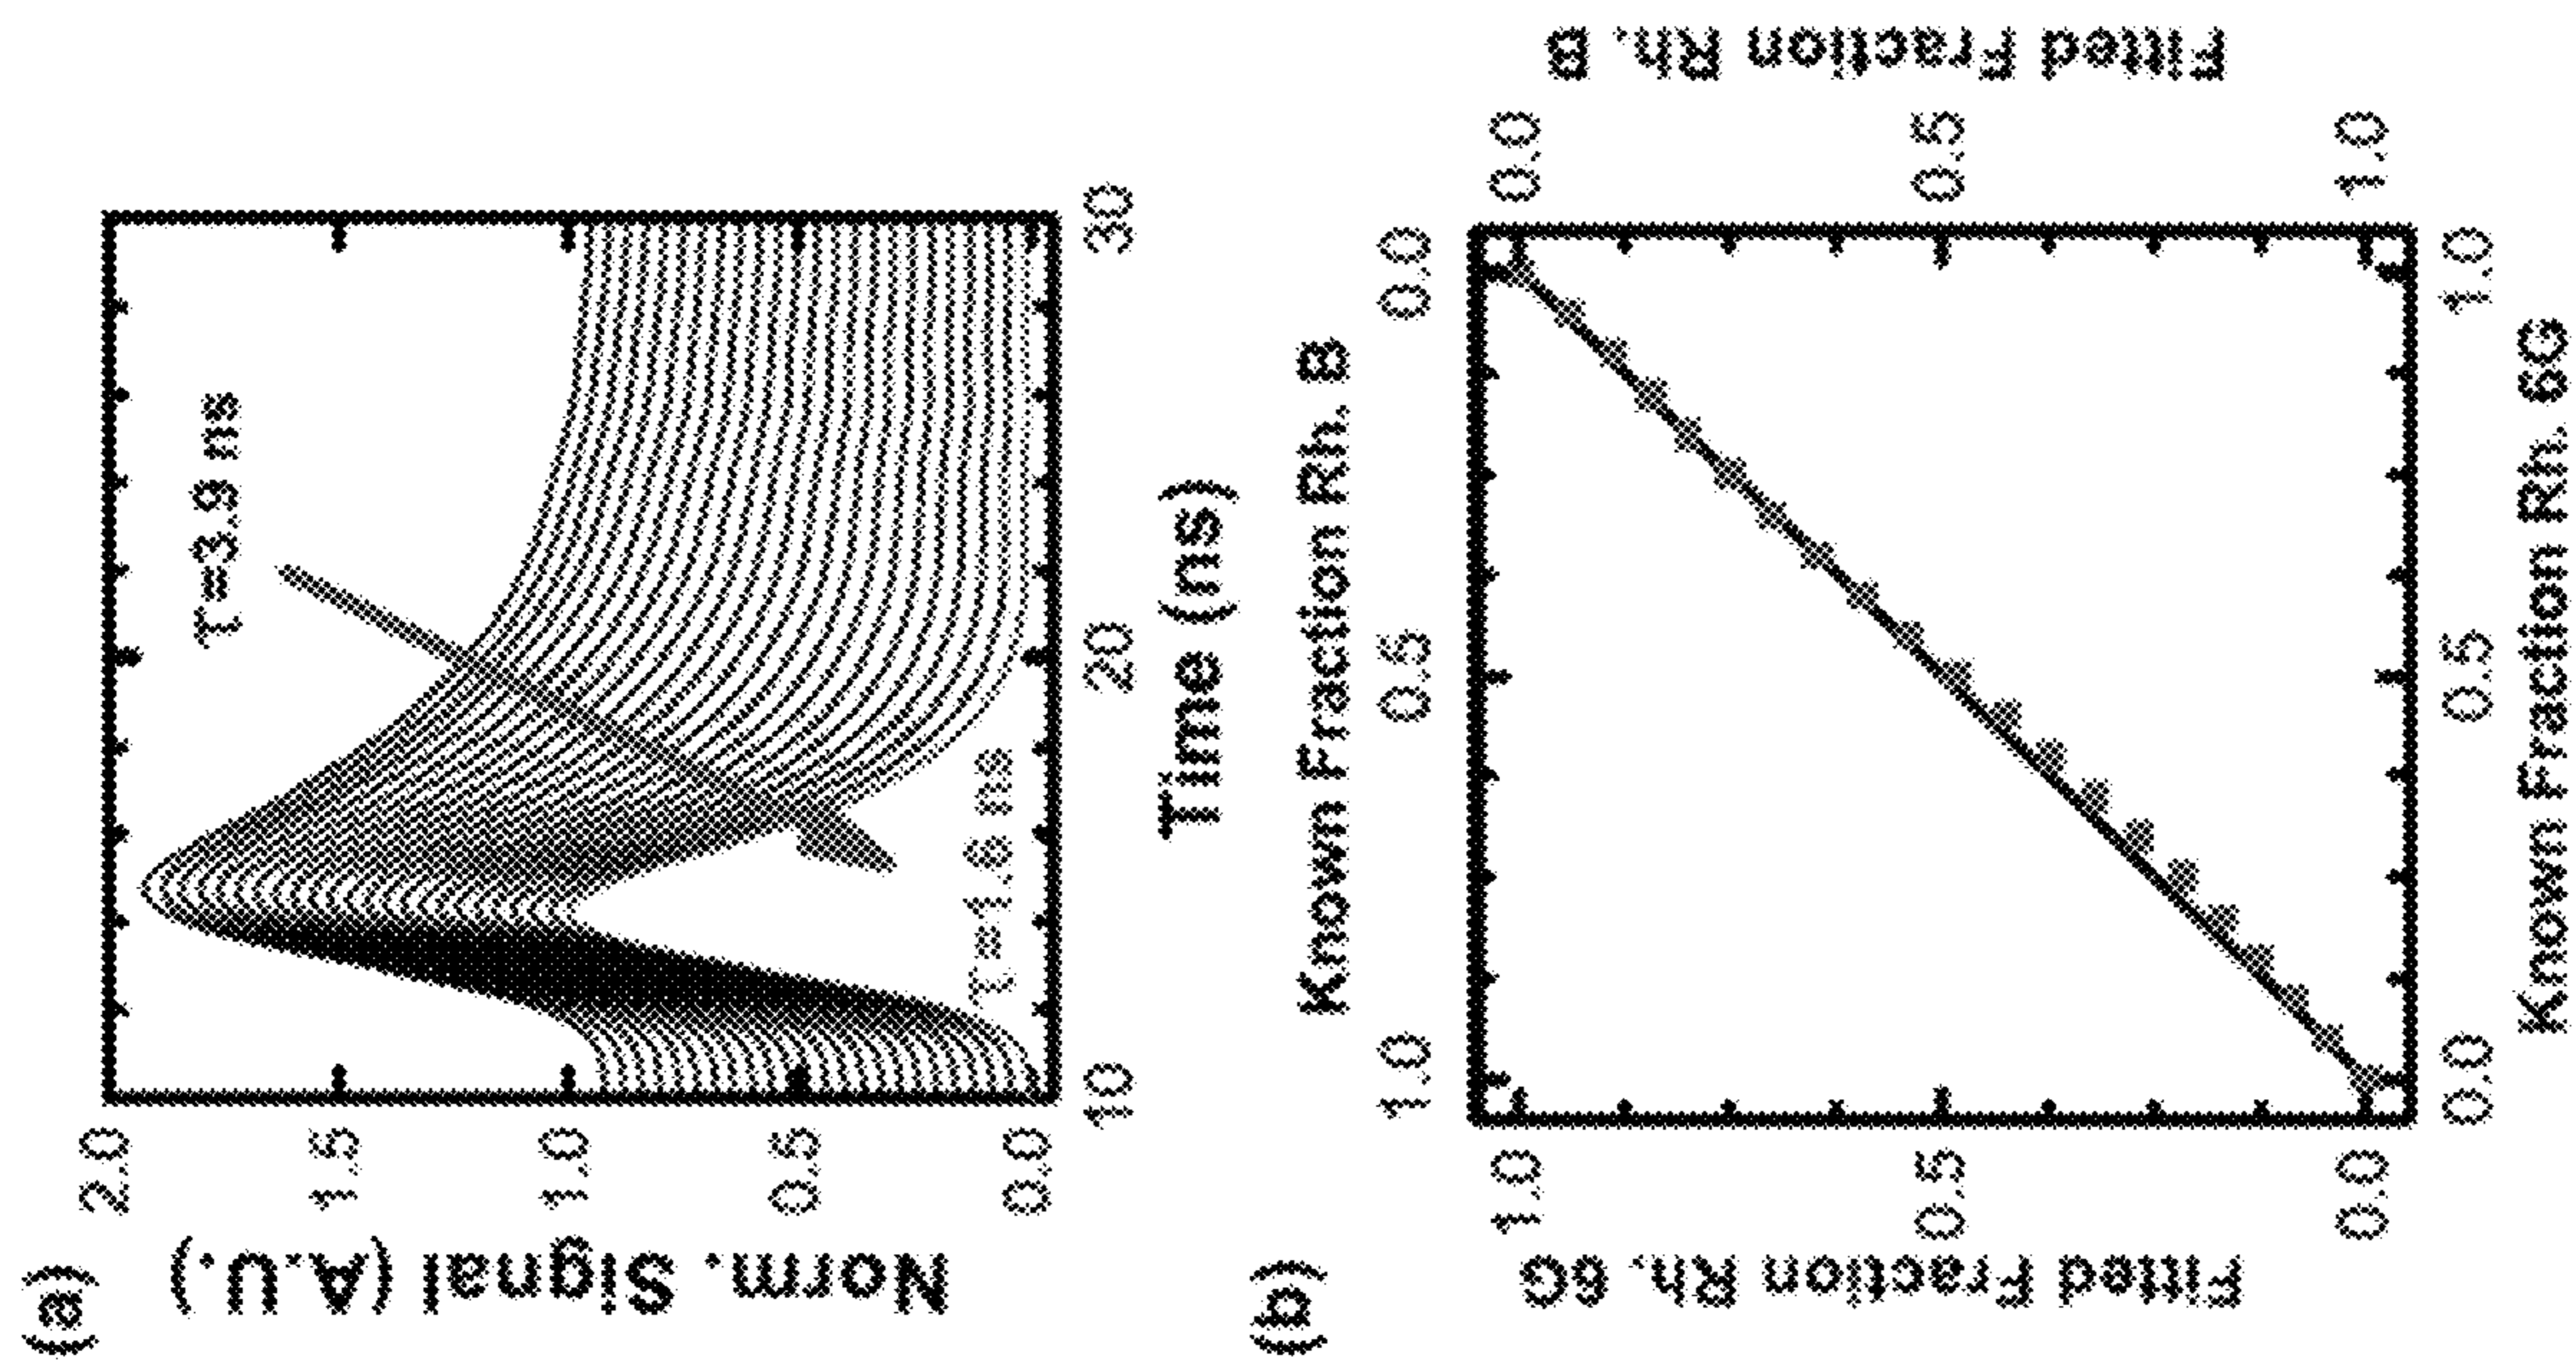 (a)
Norm. Signal (A.U.)
2.0
1.5
1.0
0.5
0.0
τ=3.9 ns
τ=1.6 ns
10
20
30
Time (ns)
(b)
Known Fraction Rh. B
1.0
0.5
0.0
Fitted Fraction Rh. 6G
1.0
0.5
0.0
Fitted Fraction Rh. B
0.0
0.5
1.0
0.0
0.5
1.0
Known Fraction Rh. 6G